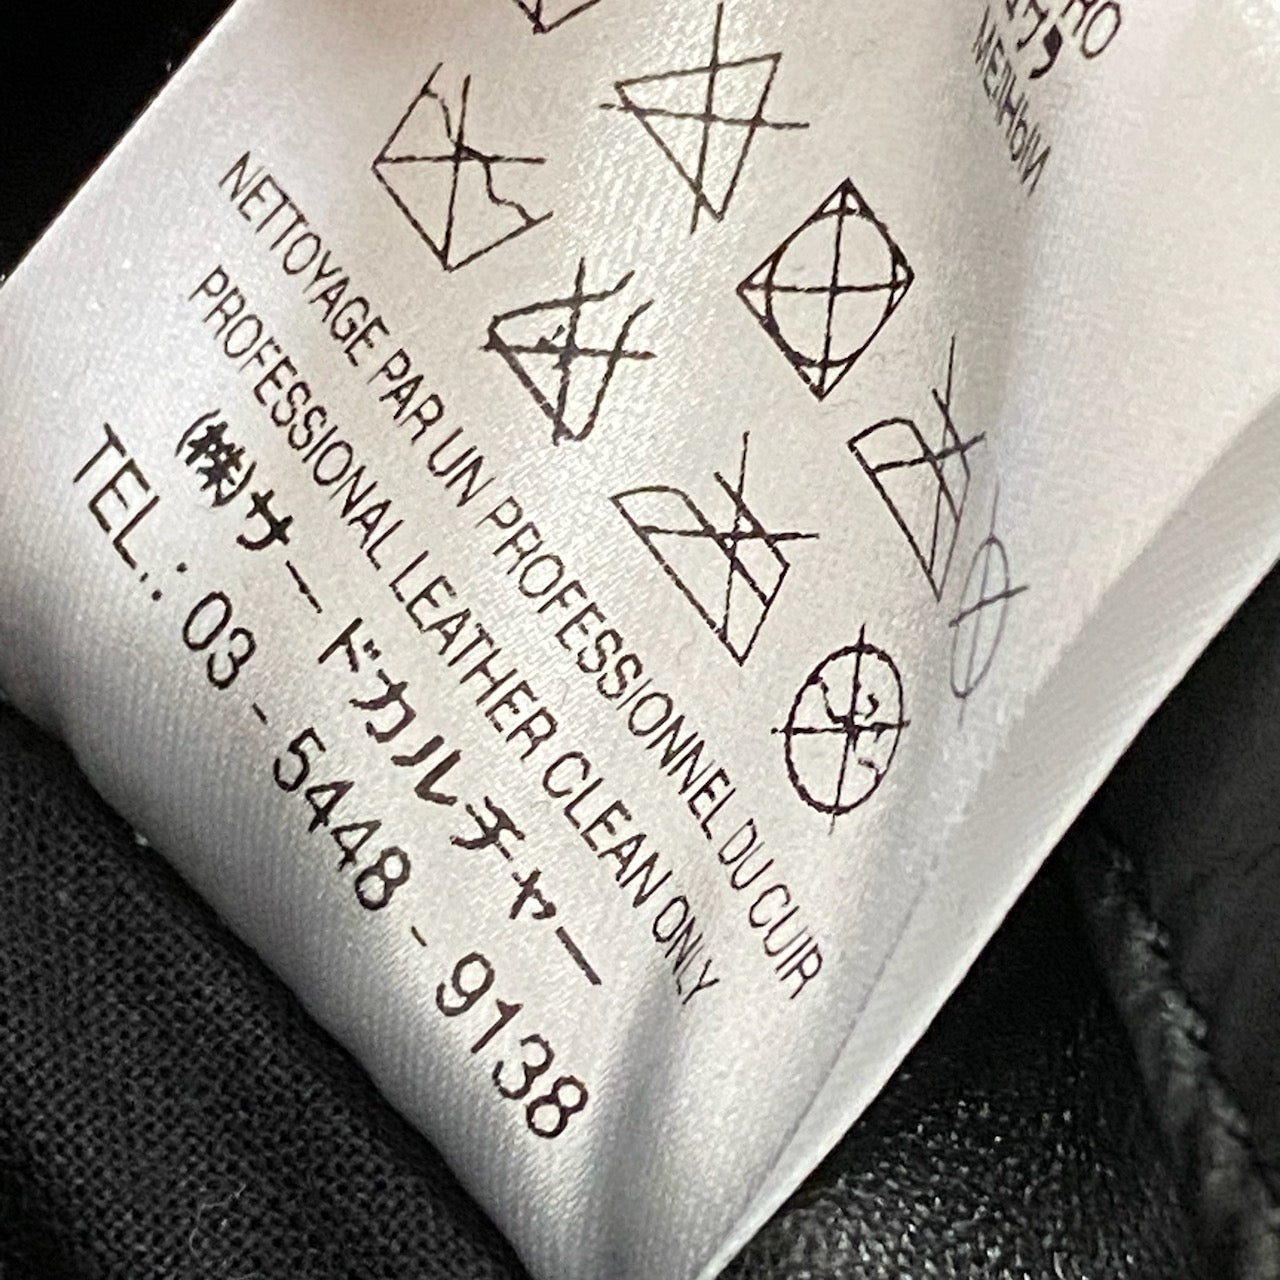 NETTOYAGE PAR UN PROFESSIONNEL DU CUIR
PROFESSIONAL LEATHER CLEAN ONLY
(株)サードカルチャー
TEL.: 03-5448-9138